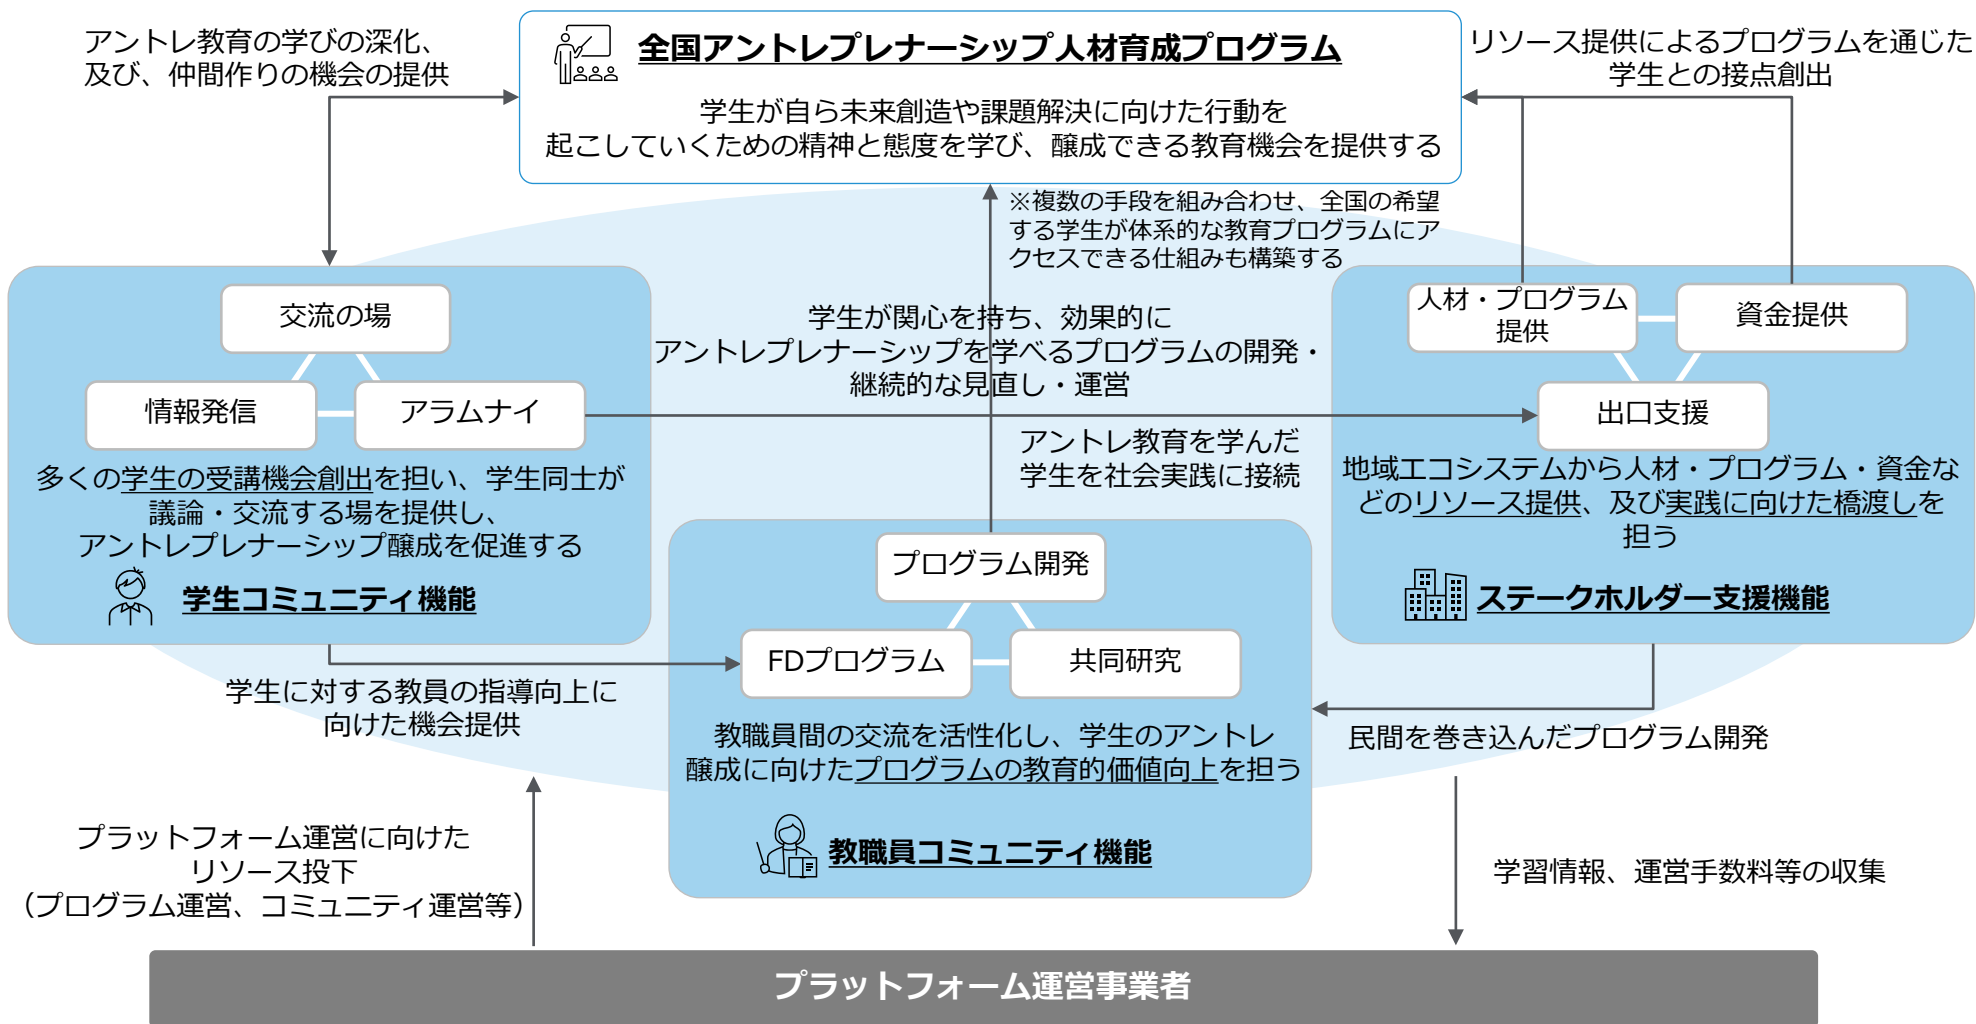 アントレ教育の学びの深化、
及び、仲間作りの機会の提供
全国アントレプレナーシップ人材育成プログラム
学生が自ら未来創造や課題解決に向けた行動を
起こしていくための精神と態度を学び、醸成できる教育機会を提供する
リソース提供によるプログラムを通じた
学生との接点創出
※複数の手段を組み合わせ、全国の希望
する学生が体系的な教育プログラムにア
クセスできる仕組みも構築する
交流の場
情報発信
アラムナイ
多くの学生の受講機会創出を担い、学生同士が
議論・交流する場を提供し、
アントレプレナーシップ醸成を促進する
学生コミュニティ機能
学生が関心を持ち、効果的に
アントレプレナーシップを学べるプログラムの開発・
継続的な見直し・運営
アントレ教育を学んだ
学生を社会実践に接続
人材・プログラム
提供
資金提供
出口支援
地域エコシステムから人材・プログラム・資金な
どのリソース提供、及び実践に向けた橋渡しを
担う
ステークホルダー支援機能
プログラム開発
FDプログラム
共同研究
教職員間の交流を活性化し、学生のアントレ
醸成に向けたプログラムの教育的価値向上を担う
教職員コミュニティ機能
学生に対する教員の指導向上に
向けた機会提供
民間を巻き込んだプログラム開発
プラットフォーム運営に向けた
リソース投下
（プログラム運営、コミュニティ運営等）
学習情報、運営手数料等の収集
プラットフォーム運営事業者